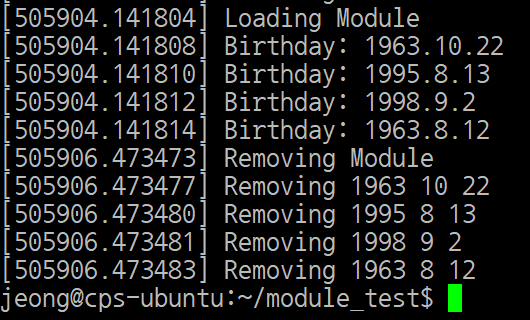 [505904.141804] Loading Module
[505904.141808] Birthday: 1963.10.22
[505904.141810] Birthday: 1995.8.13
[505904.141812] Birthday: 1998.9.2
[505904.141814] Birthday: 1963.8.12
[505906.473473] Removing Module
[505906.473477] Removing 1963 10 22
[505906.473480] Removing 1995 8 13
[505906.473481] Removing 1998 9 2
[505906.473483] Removing 1963 8 12
jeong@cps-ubuntu:~/module_test$